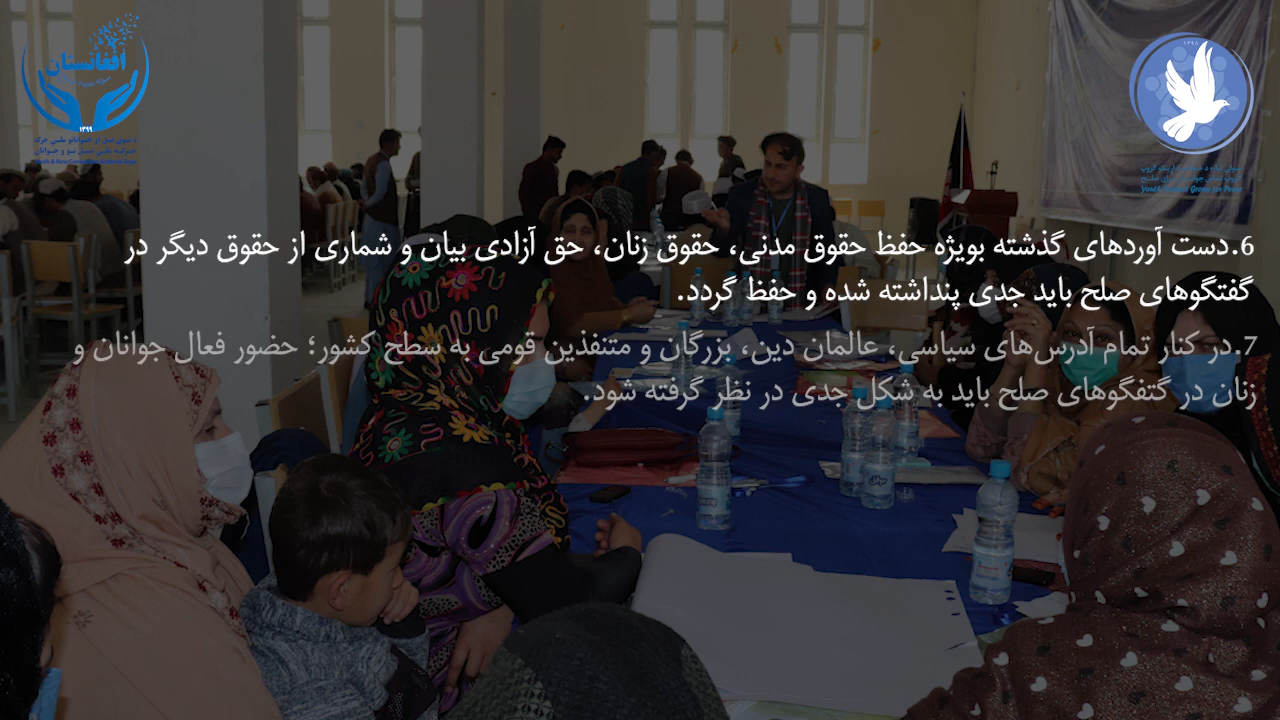 افغانستان
۱۳۹۹
۱۳۹۸
6.دست آوردهای گذشته بویژه حفظ حقوق مدنی، حقوق زنان، حق آزادی بیان و شماری از حقوق دیگر در
گفتگوهای صلح باید جدی پنداشته شده و حفظ گردد.
7.در کنار تمام آدرس‌های سیاسی، عالمان دین، بزرگان و متنفذین قومی به سطح کشور؛ حضور فعال جوانان و
زنان در گتفگوهای صلح باید به شکل جدی در نظر گرفته شود.